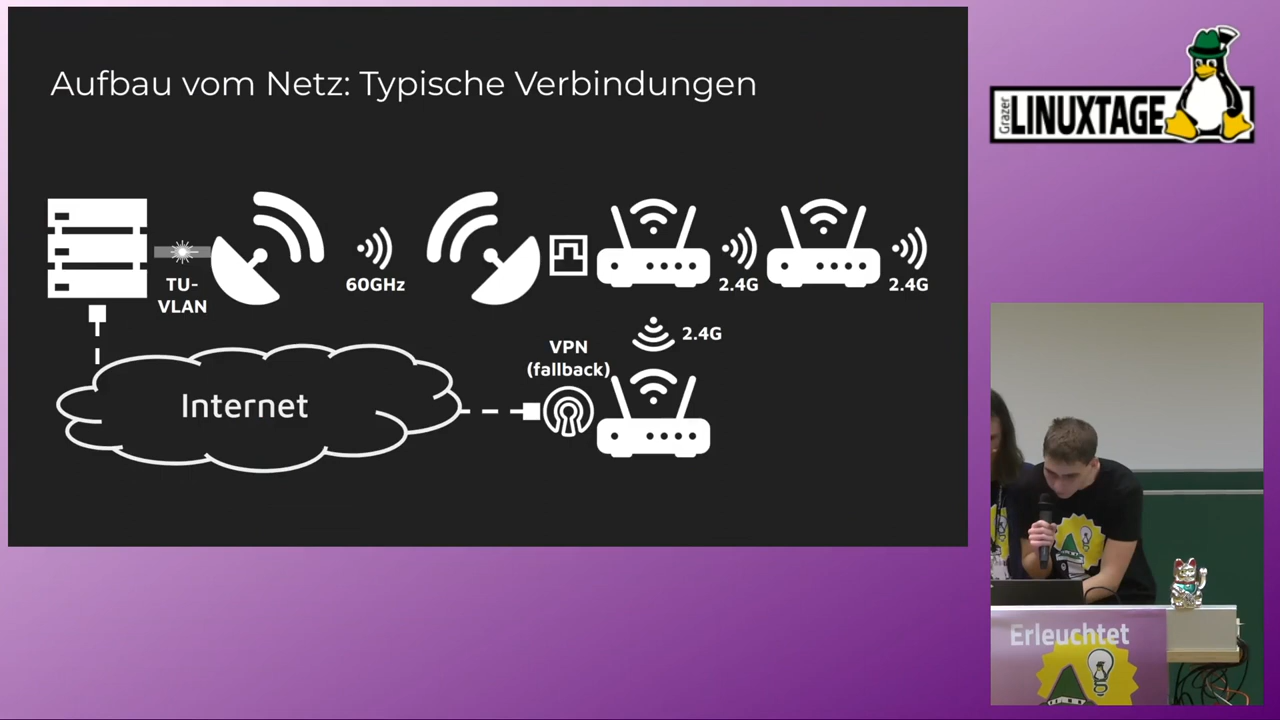 Aufbau vom Netz: Typische Verbindungen
TU-
VLAN
60GHz
2.4G
2.4G
2.4G
VPN
(fallback)
Internet
Grazer
LINUXTAGE
Erleuchtet